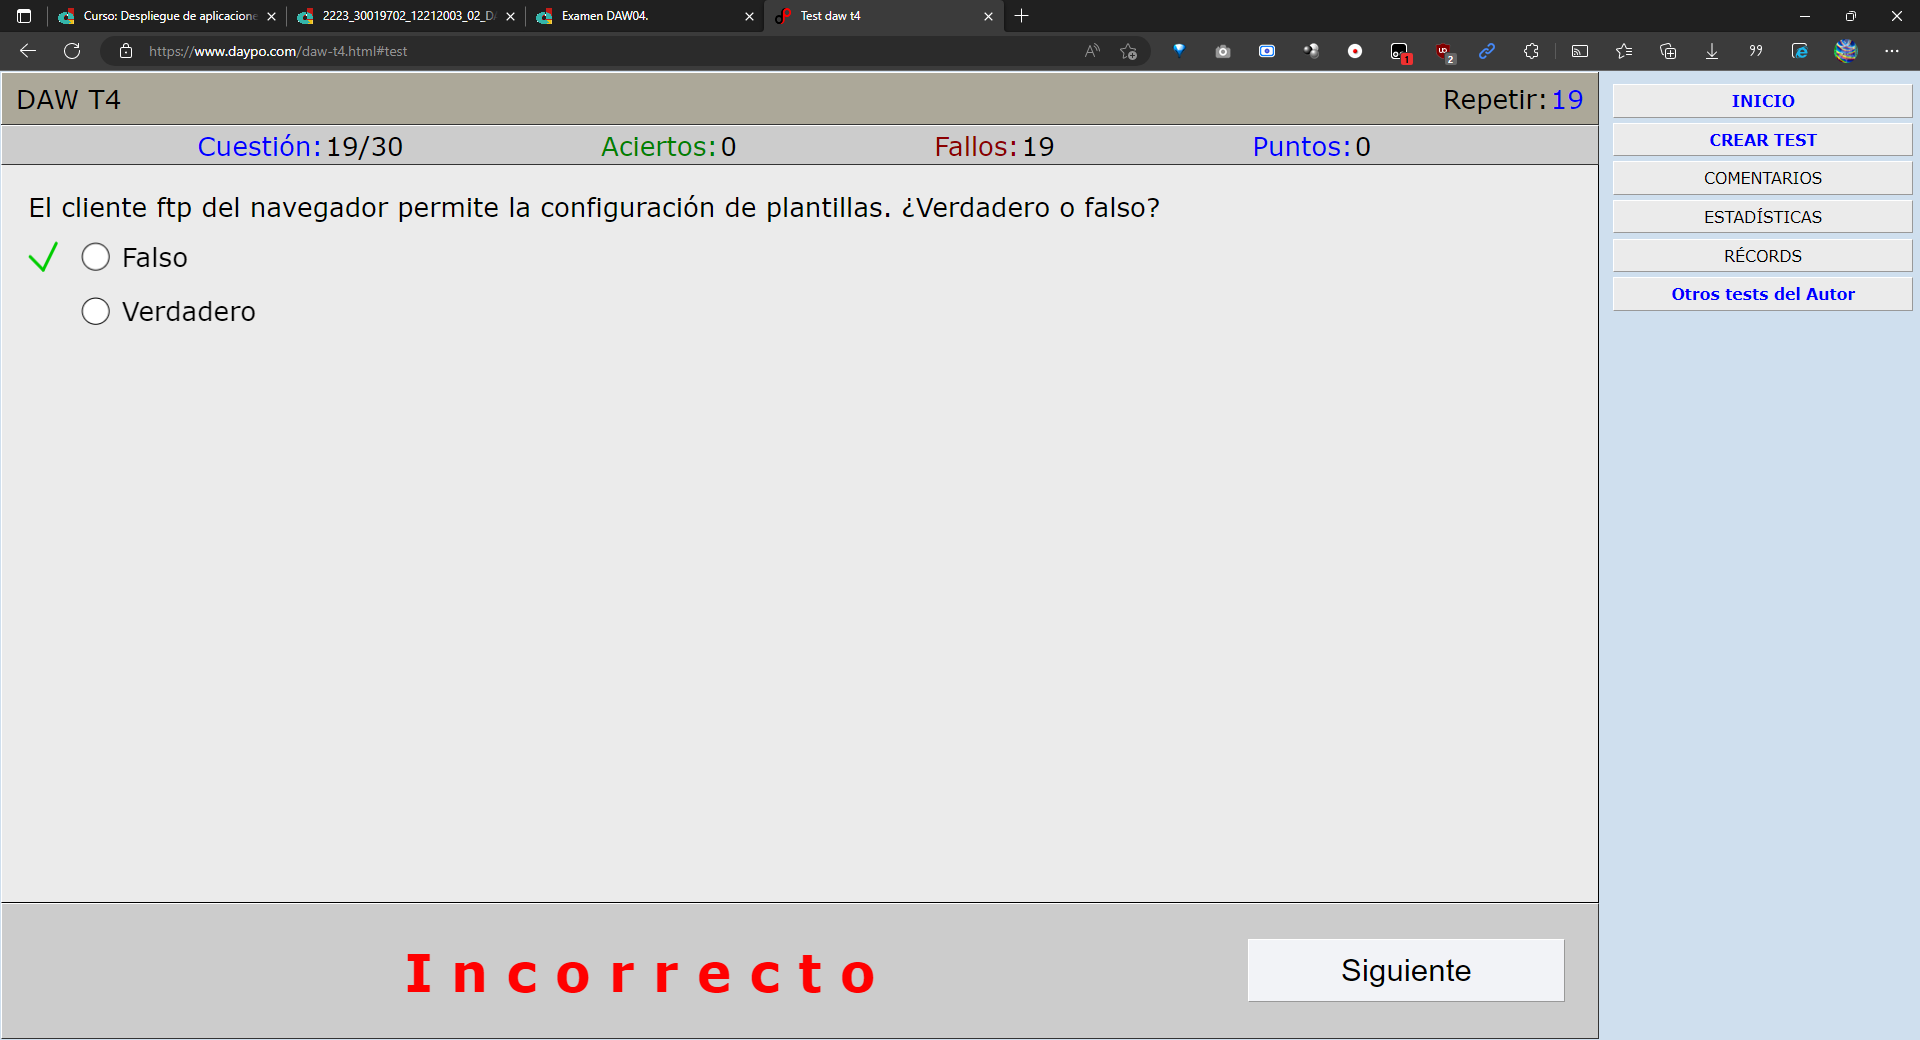 Curso: Despliegue de aplicacione
2223_30019702_12212003_02_D
Examen DAW04.
Test daw t4
https://www.daypo.com/daw-t4.html#test
1
2
DAW T4
Repetir: 19
Cuestión: 19/30
Aciertos: 0
Fallos: 19
Puntos: 0
El cliente ftp del navegador permite la configuración de plantillas. ¿Verdadero o falso?
Falso
Verdadero
Incorrecto
Siguiente
INICIO
CREAR TEST
COMENTARIOS
ESTADÍSTICAS
RÉCORDS
Otros tests del Autor